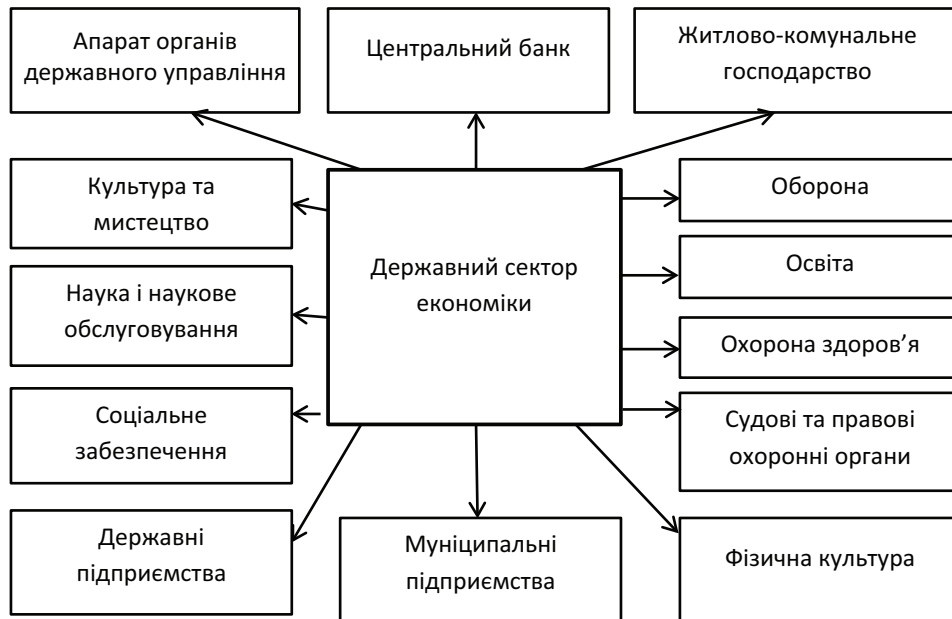 Апарат органів
державного управління
Центральний банк
Житлово-комунальне
господарство
Культура та
мистецтво
Оборона
Державний сектор
економіки
Освіта
Наука і наукове
обслуговування
Охорона здоров’я
Соціальне
забезпечення
Судові та правові
охоронні органи
Державні
підприємства
Муніципальні
підприємства
Фізична культура